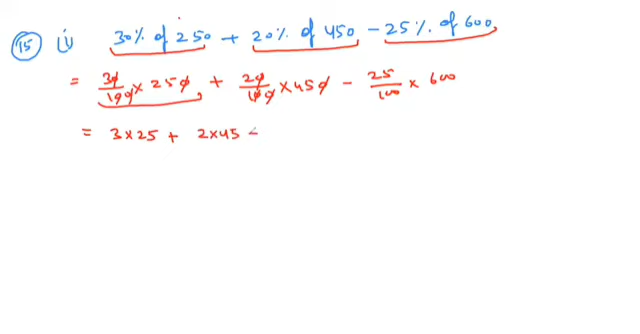 15 (i) 30% of 250 + 20% of 450 - 25% of 600
= 30/100 × 250 + 20/100 × 450 - 25/100 × 600
= 3×25 + 2×45 -